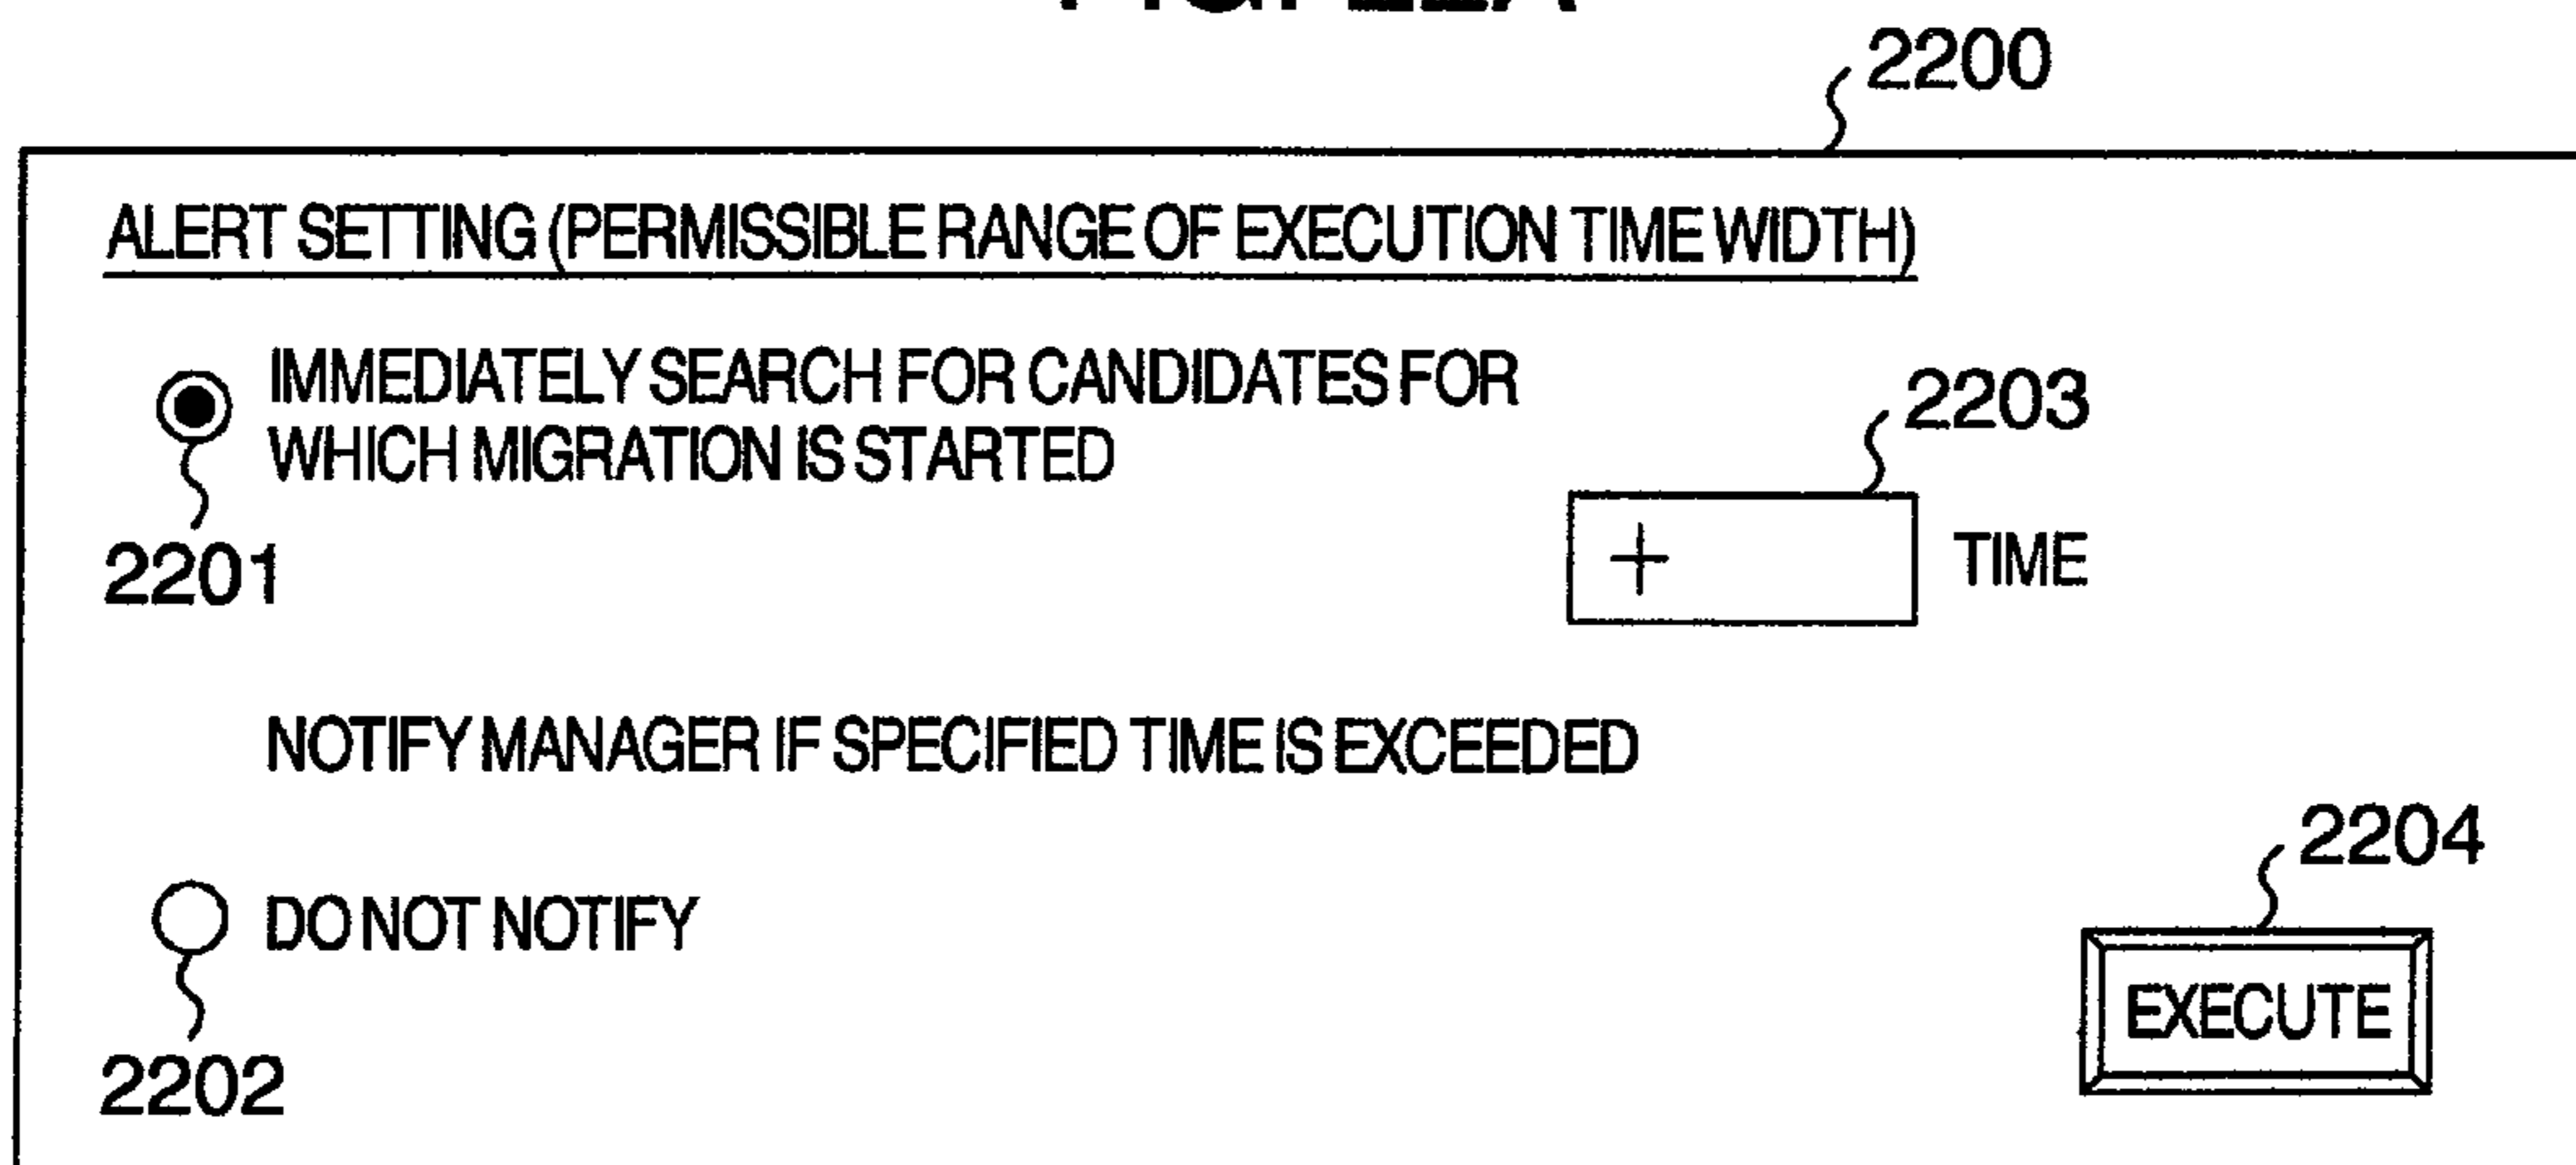 2200
ALERT SETTING (PERMISSIBLE RANGE OF EXECUTION TIME WIDTH)
IMMEDIATELY SEARCH FOR CANDIDATES FOR
WHICH MIGRATION IS STARTED
2203
2201
+ TIME
NOTIFY MANAGER IF SPECIFIED TIME IS EXCEEDED
2204
DO NOT NOTIFY
EXECUTE
2202